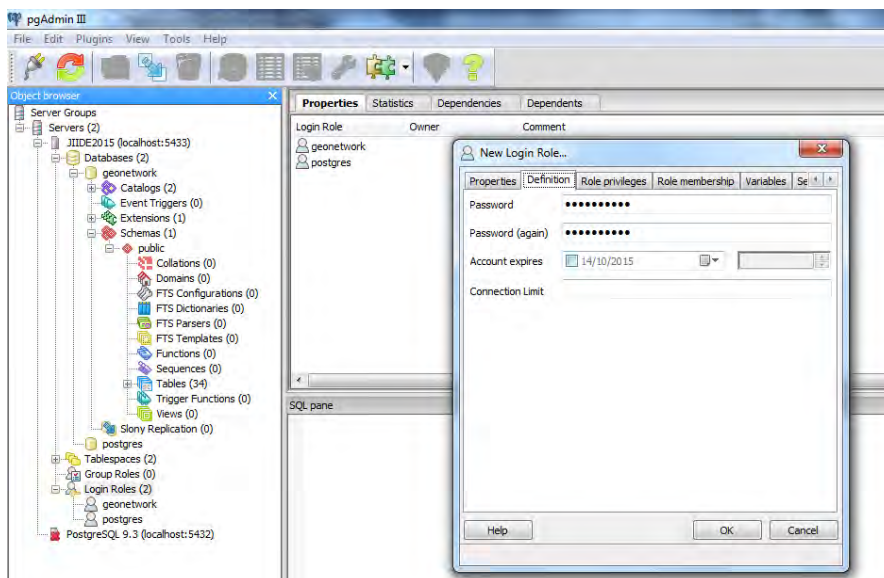 pgAdmin III
File Edit Plugins View Tools Help
Object browser
Server Groups
Servers (2)
JIIDE2015 (localhost:5433)
Databases (2)
geonetwork
Catalogs (2)
Event Triggers (0)
Extensions (1)
Schemas (1)
public
Collations (0)
Domains (0)
FTS Configurations (0)
FTS Dictionaries (0)
FTS Parsers (0)
FTS Templates (0)
Functions (0)
Sequences (0)
Tables (34)
Trigger Functions (0)
Views (0)
Slony Replication (0)
postgres
Tablespaces (2)
Group Roles (0)
Login Roles (2)
geonetwork
postgres
PostgreSQL 9.3 (localhost:5432)
Properties Statistics Dependencies Dependents
Login Role Owner Comment
geonetwork
postgres
SQL pane
New Login Role...
Properties Definition Role privileges Role membership Variables Se
Password ••••••••••
Password (again) ••••••••••
Account expires 14/10/2015
Connection Limit
Help OK Cancel